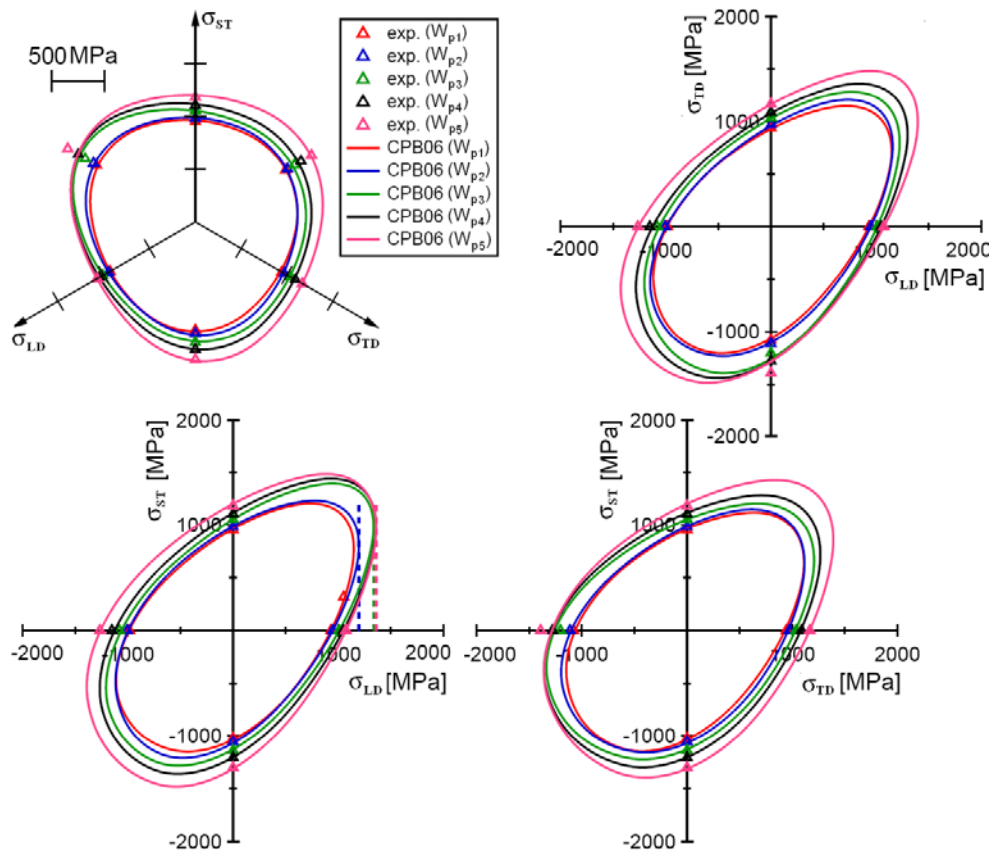 σST
500 MPa
exp. (Wp1)
exp. (Wp2)
exp. (Wp3)
exp. (Wp4)
exp. (Wp5)
CPB06 (Wp1)
CPB06 (Wp2)
CPB06 (Wp3)
CPB06 (Wp4)
CPB06 (Wp5)
σLD
σTD
2000
σTD [MPa]
1000
-2000
-1000
1000
2000
σLD [MPa]
-1000
-2000
2000
σST [MPa]
1000
-2000
-1000
1000
2000
σLD [MPa]
-1000
-2000
2000
σST [MPa]
1000
-2000
-1000
1000
2000
σTD [MPa]
-1000
-2000